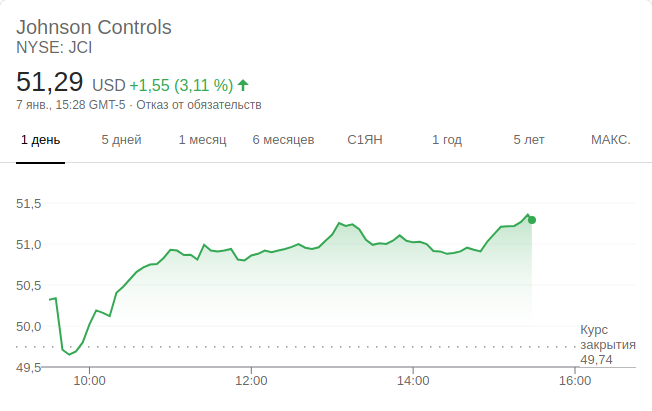 Johnson Controls
NYSE: JCI
51,29 USD +1,55 (3,11 %)
7 янв., 15:28 GMT-5 · Отказ от обязательств
1 день 5 дней 1 месяц 6 месяцев С1ЯН 1 год 5 лет МАКС.
51,5
51,0
50,5
50,0
Курс
закрытия
49,74
49,5
10:00 12:00 14:00 16:00